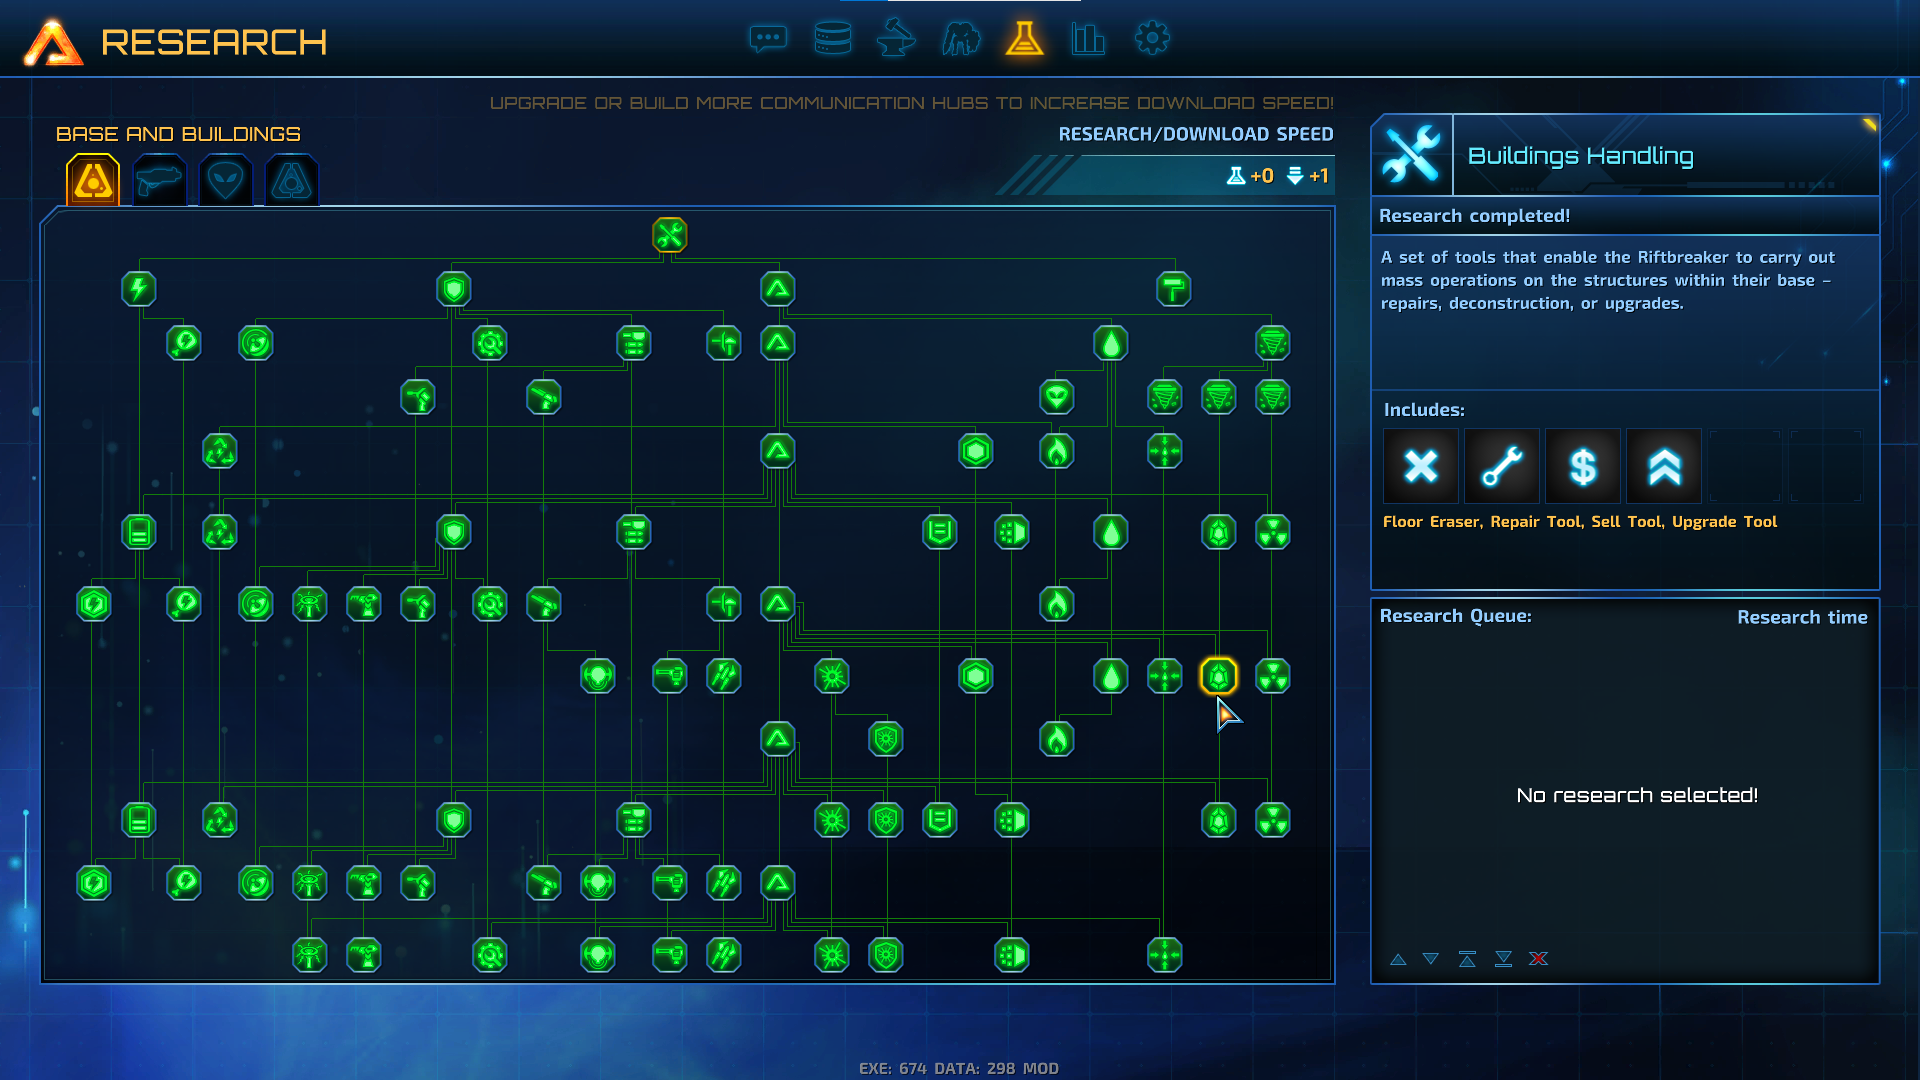 RESEARCH
UPGRADE OR BUILD MORE COMMUNICATION HUBS TO INCREASE DOWNLOAD SPEED!
BASE AND BUILDINGS
RESEARCH/DOWNLOAD SPEED
+0 +1
Buildings Handling
Research completed!
A set of tools that enable the Riftbreaker to carry out
mass operations on the structures within their base –
repairs, deconstruction, or upgrades.
Includes:
Floor Eraser, Repair Tool, Sell Tool, Upgrade Tool
Research Queue: Research time
No research selected!
EXE: 674 DATA: 298 MOD